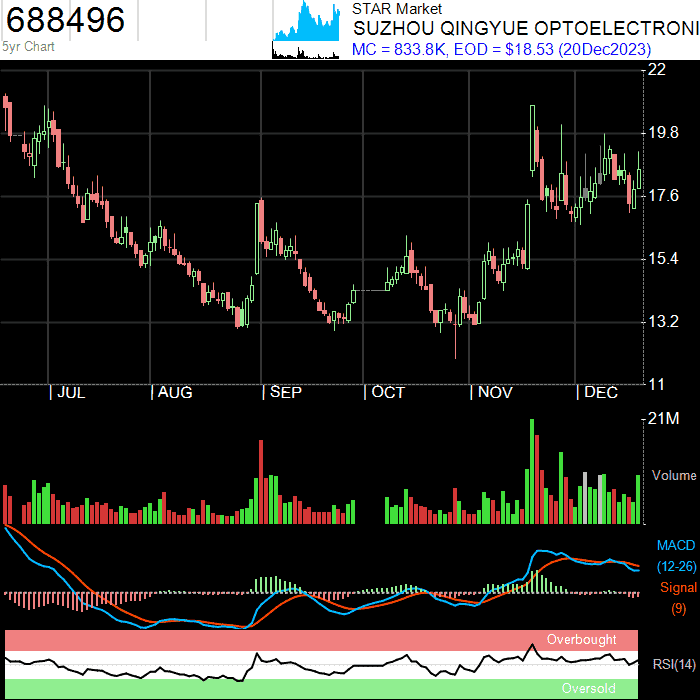 688496
5yr Chart
STAR Market
SUZHOU QINGYUE OPTOELECTRONI
MC = 833.8K, EOD = $18.53 (20Dec2023)
22
19.8
17.6
15.4
13.2
11
JUL
AUG
SEP
OCT
NOV
DEC
21M
Volume
MACD
(12-26)
Signal
(9)
Overbought
RSI(14)
Oversold